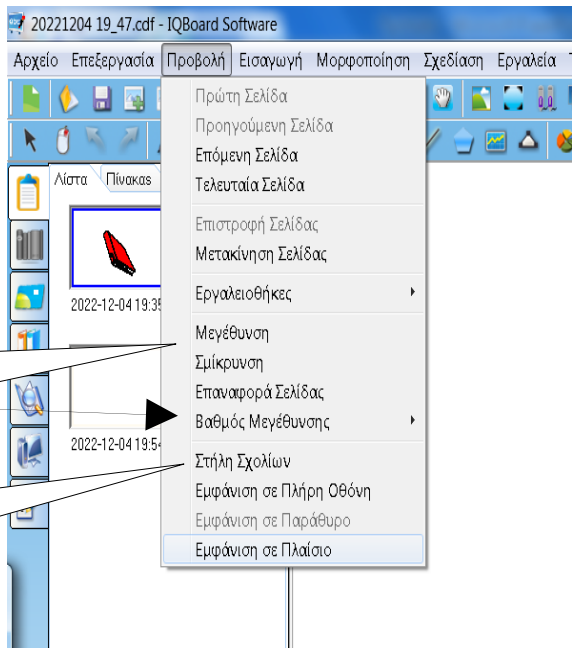 20221204 19_47.cdf - IQBoard Software
Αρχείο Επεξεργασία Προβολή Εισαγωγή Μορφοποίηση Σχεδίαση Εργαλεία
Πρώτη Σελίδα
Προηγούμενη Σελίδα
Επόμενη Σελίδα
Τελευταία Σελίδα
Επιστροφή Σελίδας
Μετακίνηση Σελίδας
Εργαλειοθήκες
Μεγέθυνση
Σμίκρυνση
Επαναφορά Σελίδας
Βαθμός Μεγέθυνσης
Στήλη Σχολίων
Εμφάνιση σε Πλήρη Οθόνη
Εμφάνιση σε Παράθυρο
Εμφάνιση σε Πλαίσιο
Λίστα Πίνακας
2022-12-04 19:35
2022-12-04 19:54